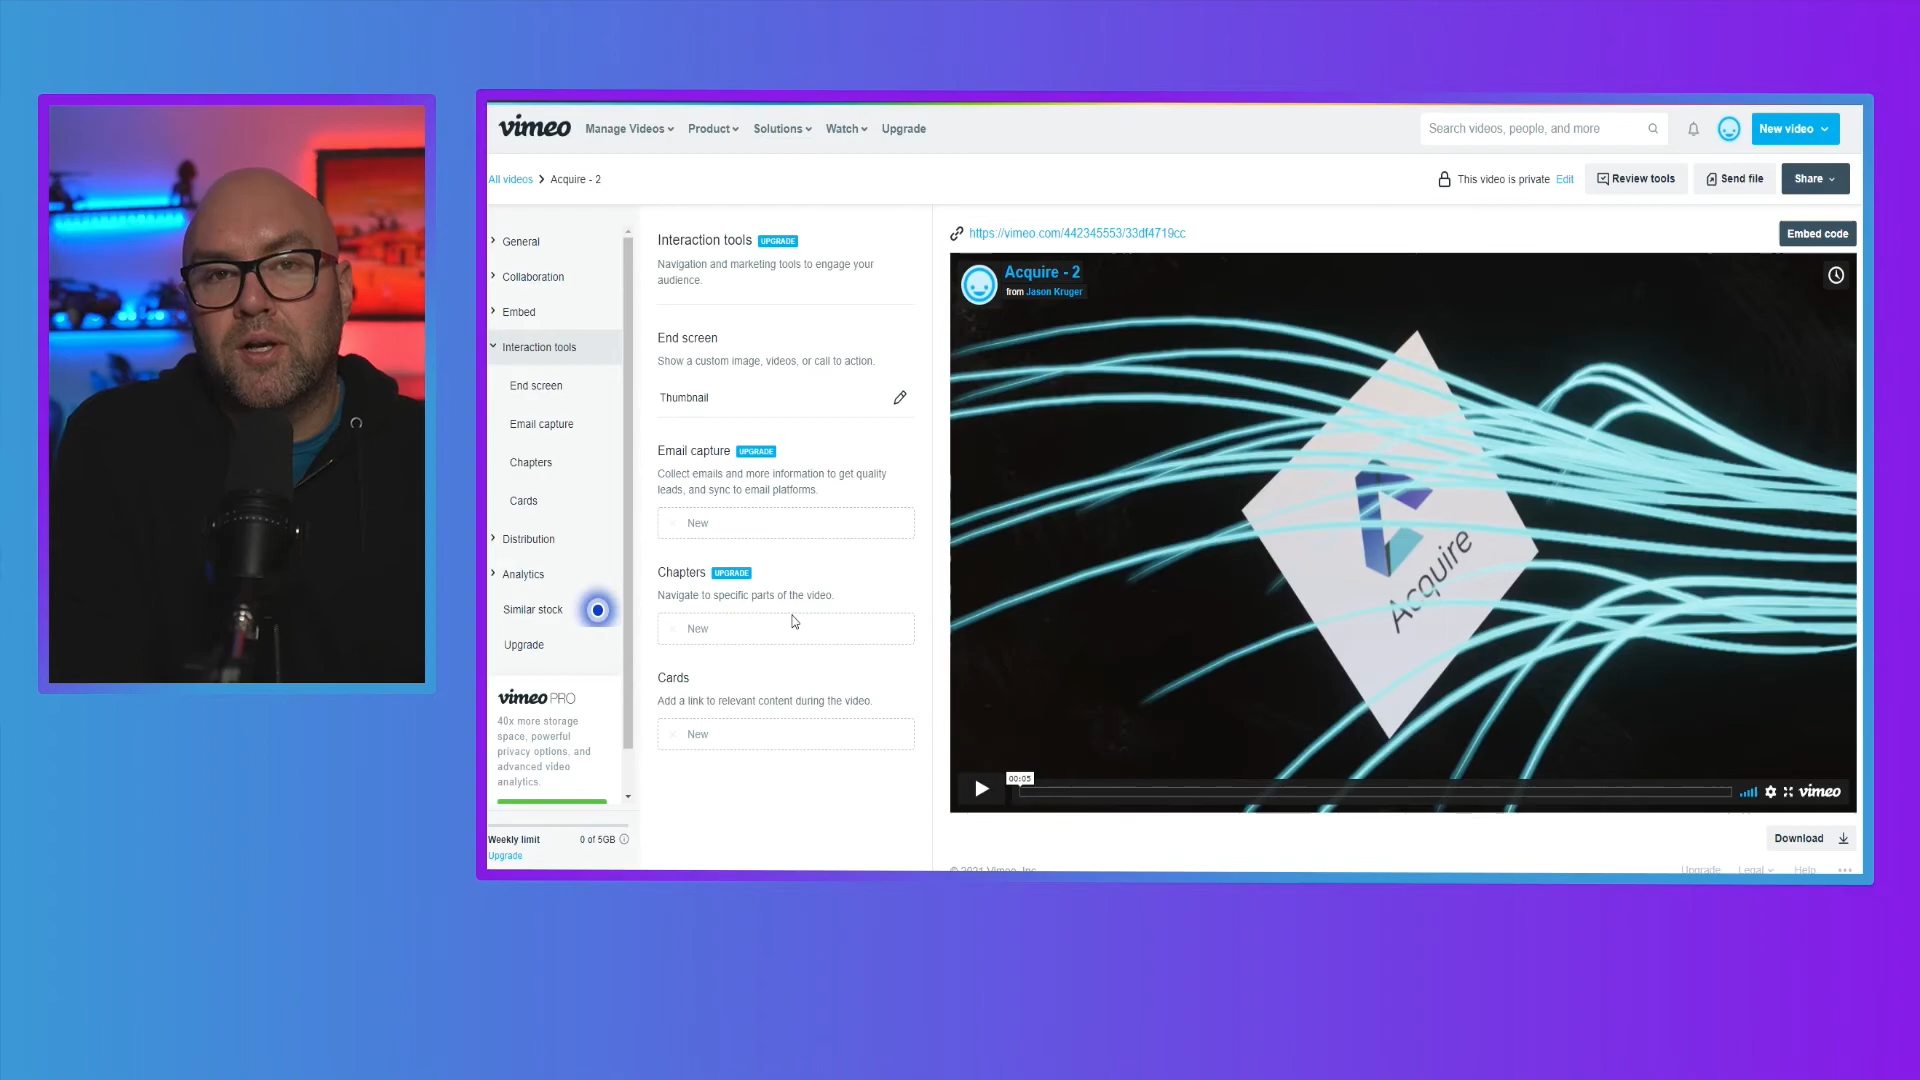 vimeo
Manage Videos
Product
Solutions
Watch
Upgrade
Search videos, people, and more
New video
All videos
Acquire - 2
This video is private Edit
Review tools
Send file
Share
General
Collaboration
Embed
Interaction tools
End screen
Email capture
Chapters
Cards
Distribution
Analytics
Similar stock
Upgrade
vimeo PRO
40x more storage
space, powerful
privacy options, and
advanced video
analytics.
Weekly limit
0 of 5GB
Upgrade
Interaction tools UPGRADE
Navigation and marketing tools to engage your
audience.
End screen
Show a custom image, videos, or call to action.
Thumbnail
Email capture UPGRADE
Collect emails and more information to get quality
leads, and sync to email platforms.
New
Chapters UPGRADE
Navigate to specific parts of the video.
New
Cards
Add a link to relevant content during the video.
New
https://vimeo.com/442345553/33df4719cc
Embed code
Acquire - 2
from Jason Kruger
Acquire
00:05
vimeo
Download
© 2021 Vimeo, Inc.
Upgrade
Legal
Help